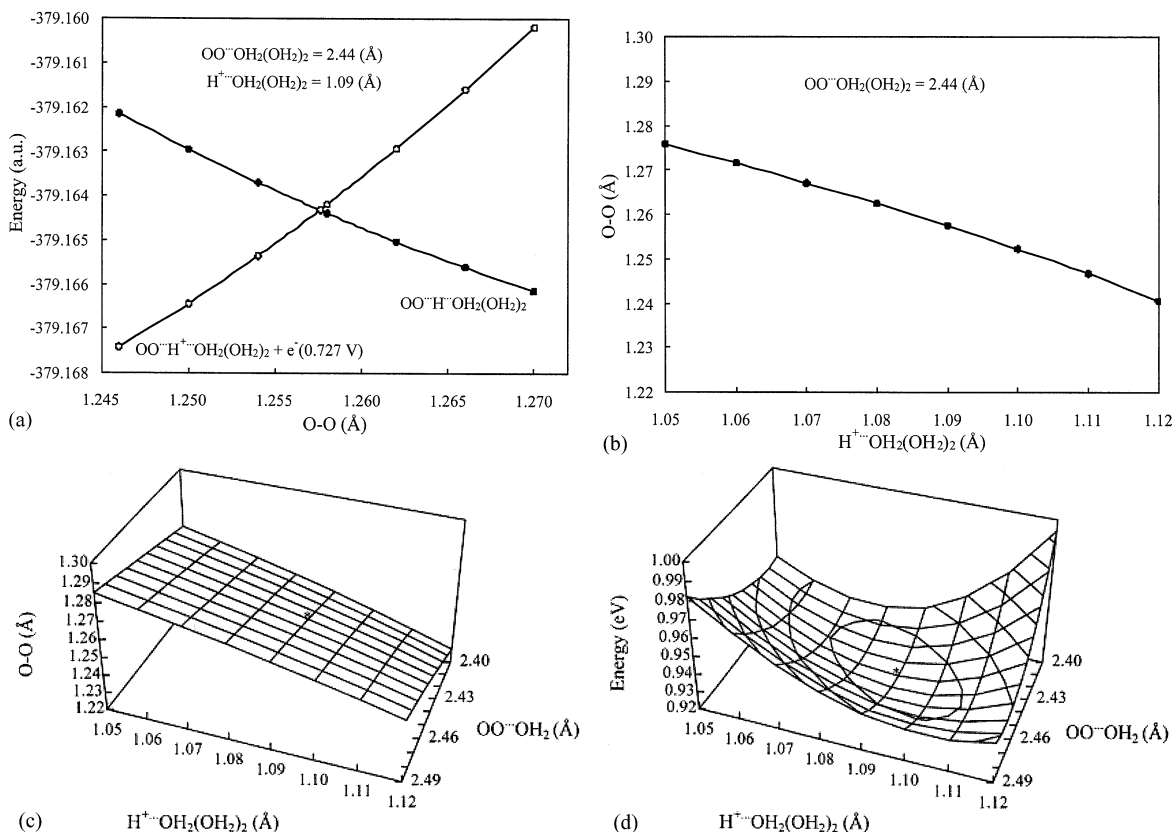 -379.160
-379.161
-379.162
-379.163
-379.164
-379.165
-379.166
-379.167
-379.168
Energy (a.u.)
OO···OH₂(OH₂)₂ = 2.44 (Å)
H⁺···OH₂(OH₂)₂ = 1.09 (Å)
OO···H···OH₂(OH₂)₂
OO···H⁺···OH₂(OH₂)₂ + e⁻(0.727 V)
1.245 1.250 1.255 1.260 1.265 1.270
O-O (Å)
(a)
1.30
1.29
1.28
1.27
1.26
1.25
1.24
1.23
1.22
O-O (Å)
OO···OH₂(OH₂)₂ = 2.44 (Å)
1.05 1.06 1.07 1.08 1.09 1.10 1.11 1.12
H⁺···OH₂(OH₂)₂ (Å)
(b)
1.30
1.29
1.28
1.27
1.26
1.25
1.24
1.23
1.22
O-O (Å)
*
1.05
1.06
1.07
1.08
1.09
1.10
1.11
1.12
2.40
2.43
2.46
2.49
OO···OH₂ (Å)
H⁺···OH₂(OH₂)₂ (Å)
(c)
1.00
0.99
0.98
0.96
0.95
0.94
0.93
0.92
Energy (eV)
*
1.05
1.06
1.07
1.08
1.09
1.10
1.11
1.12
2.40
2.43
2.46
2.49
OO···OH₂ (Å)
H⁺···OH₂(OH₂)₂ (Å)
(d)